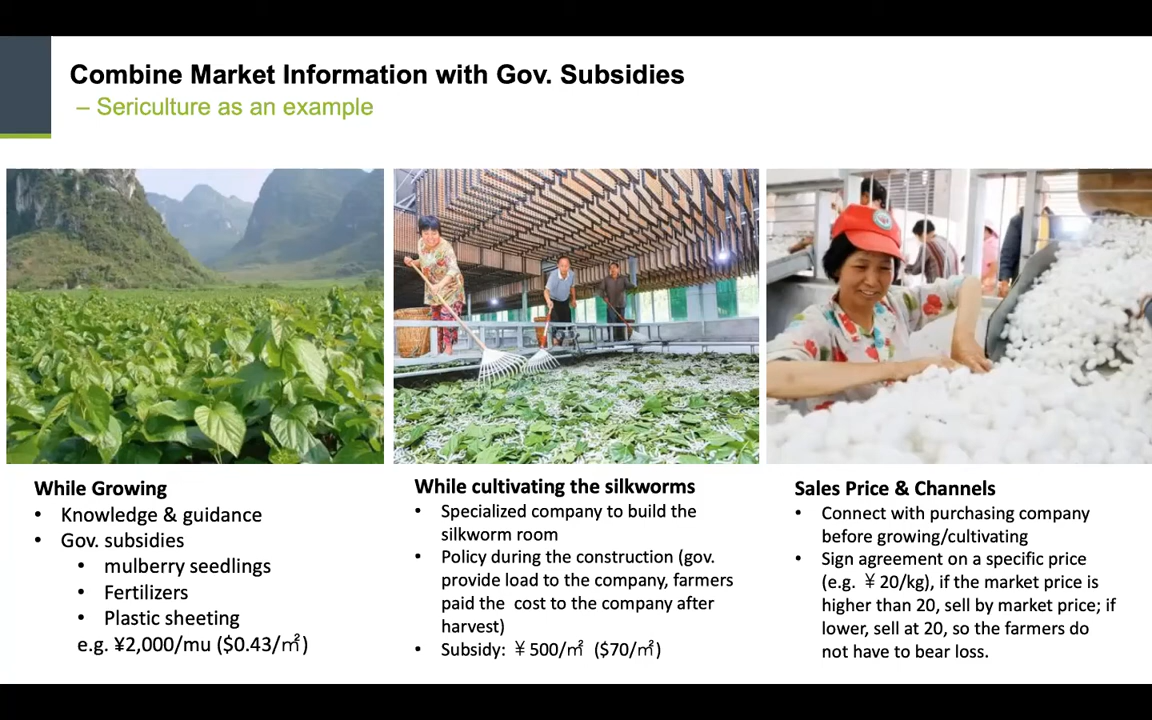 Combine Market Information with Gov. Subsidies
– Sericulture as an example
While Growing
• Knowledge & guidance
• Gov. subsidies
• mulberry seedlings
• Fertilizers
• Plastic sheeting
e.g. ¥2,000/mu ($0.43/㎡)
While cultivating the silkworms
• Specialized company to build the
silkworm room
• Policy during the construction (gov.
provide load to the company, farmers
paid the cost to the company after
harvest)
• Subsidy: ￥500/㎡ ($70/㎡)
Sales Price & Channels
• Connect with purchasing company
before growing/cultivating
• Sign agreement on a specific price
(e.g. ￥20/kg), if the market price is
higher than 20, sell by market price; if
lower, sell at 20, so the farmers do
not have to bear loss.